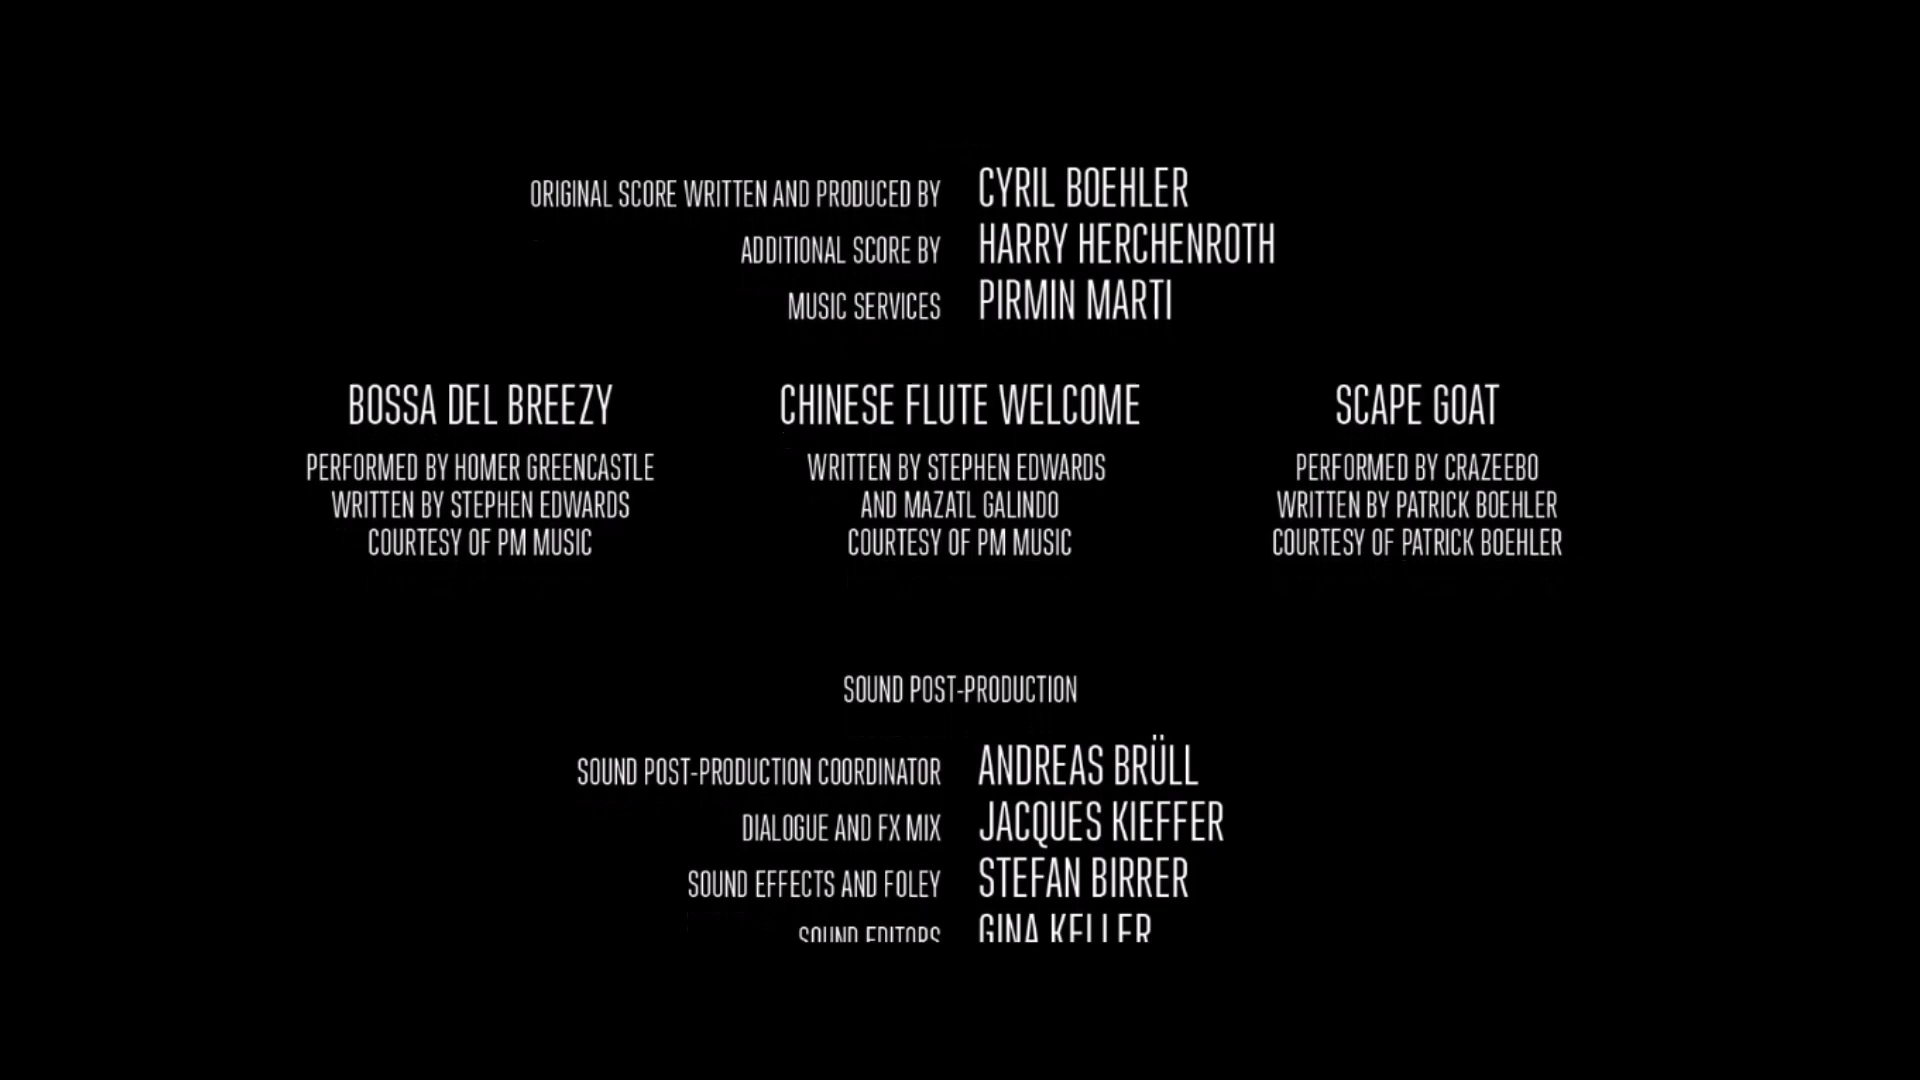 ORIGINAL SCORE WRITTEN AND PRODUCED BY CYRIL BOEHLER
ADDITIONAL SCORE BY HARRY HERCHENROTH
MUSIC SERVICES PIRMIN MARTI
BOSSA DEL BREEZY
PERFORMED BY HOMER GREENCASTLE
WRITTEN BY STEPHEN EDWARDS
COURTESY OF PM MUSIC
CHINESE FLUTE WELCOME
WRITTEN BY STEPHEN EDWARDS
AND MAZATL GALINDO
COURTESY OF PM MUSIC
SCAPE GOAT
PERFORMED BY CRAZEEBO
WRITTEN BY PATRICK BOEHLER
COURTESY OF PATRICK BOEHLER
SOUND POST-PRODUCTION
SOUND POST-PRODUCTION COORDINATOR ANDREAS BRÜLL
DIALOGUE AND FX MIX JACQUES KIEFFER
SOUND EFFECTS AND FOLEY STEFAN BIRRER
SOUND EDITORS GINA KELLER